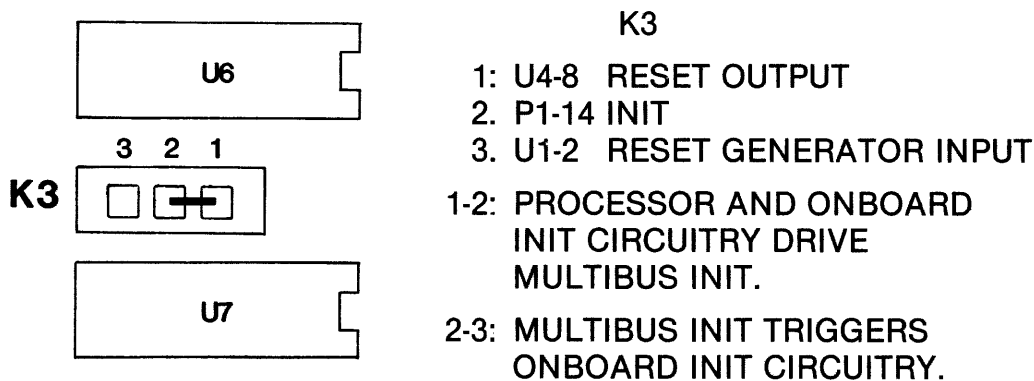 U6
3 2 1
K3
U7
K3
1: U4-8 RESET OUTPUT
2. P1-14 INIT
3. U1-2 RESET GENERATOR INPUT
1-2: PROCESSOR AND ONBOARD
INIT CIRCUITRY DRIVE
MULTIBUS INIT.
2-3: MULTIBUS INIT TRIGGERS
ONBOARD INIT CIRCUITRY.